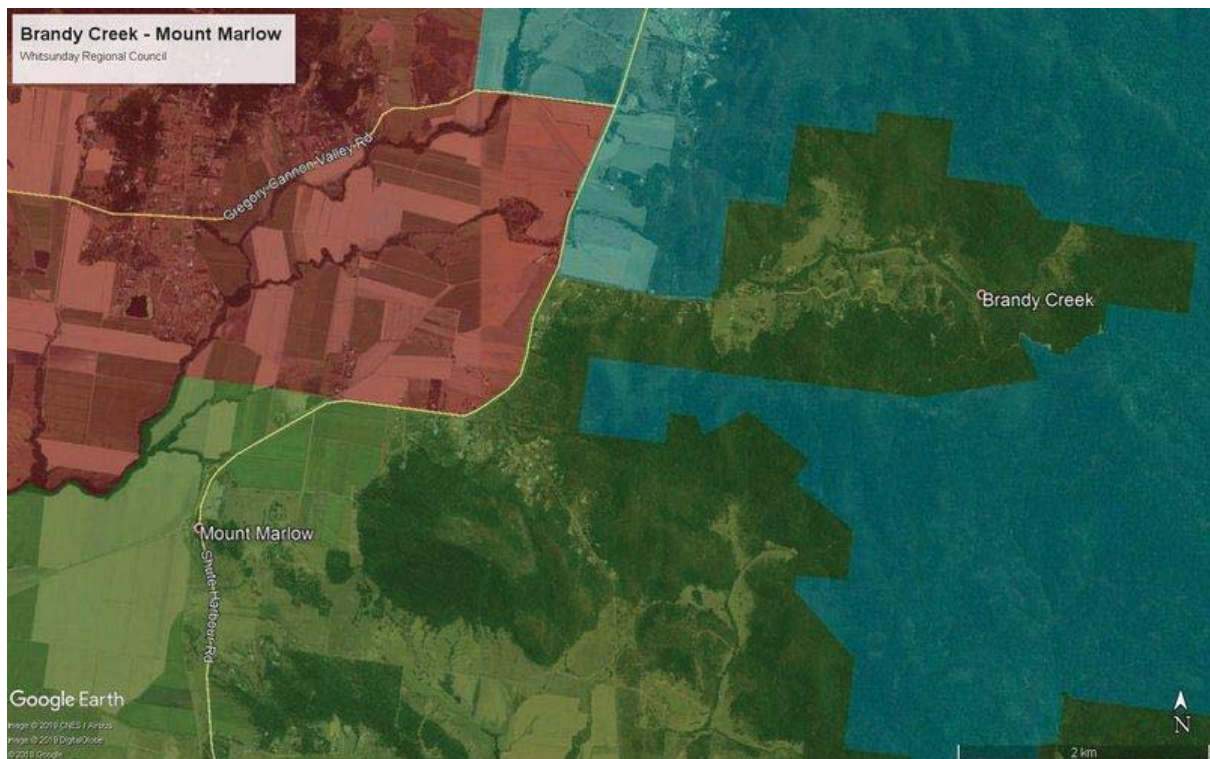 Brandy Creek - Mount Marlow
Whitsunday Regional Council
Gregory-Cannon-Valley-Rd
Brandy Creek
Mount Marlow
Shute-Harbour-Rd
Google Earth
Image © 2019 CNES / Airbus
Image © 2019 DigitalGlobe
© 2018 Google
N
2 km